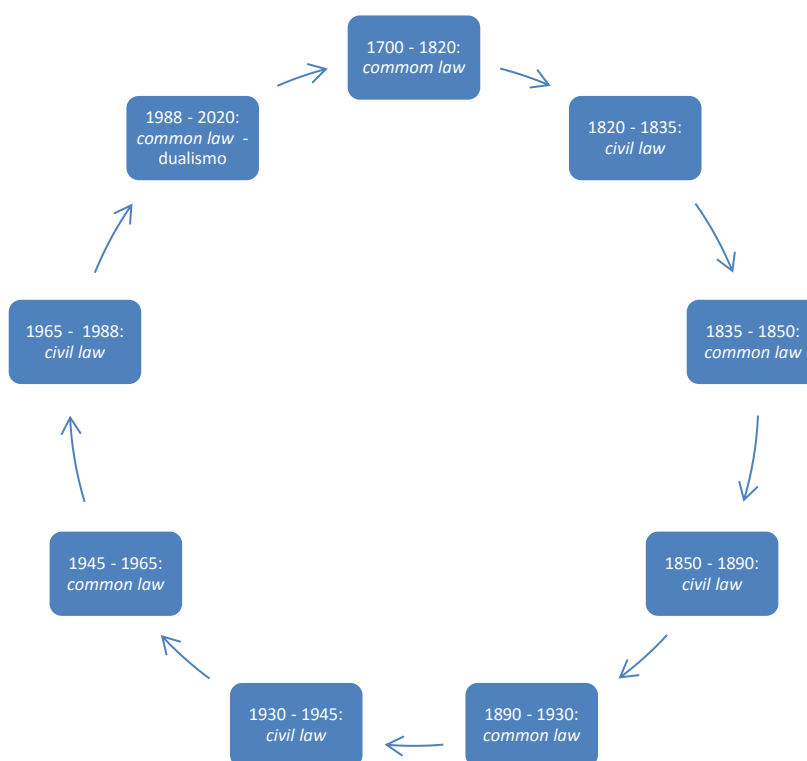 1700 - 1820:
commom law
1820 - 1835:
civil law
1835 - 1850:
common law
1850 - 1890:
civil law
1890 - 1930:
common law
1930 - 1945:
civil law
1945 - 1965:
common law
1965 -  1988:
civil law
1988 - 2020:
common law  -
dualismo